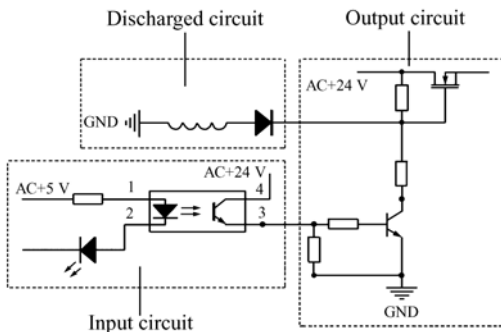 Discharged circuit
Output circuit
AC+24 V
GND
AC+24 V
AC+5 V
1
4
2
3
GND
Input circuit